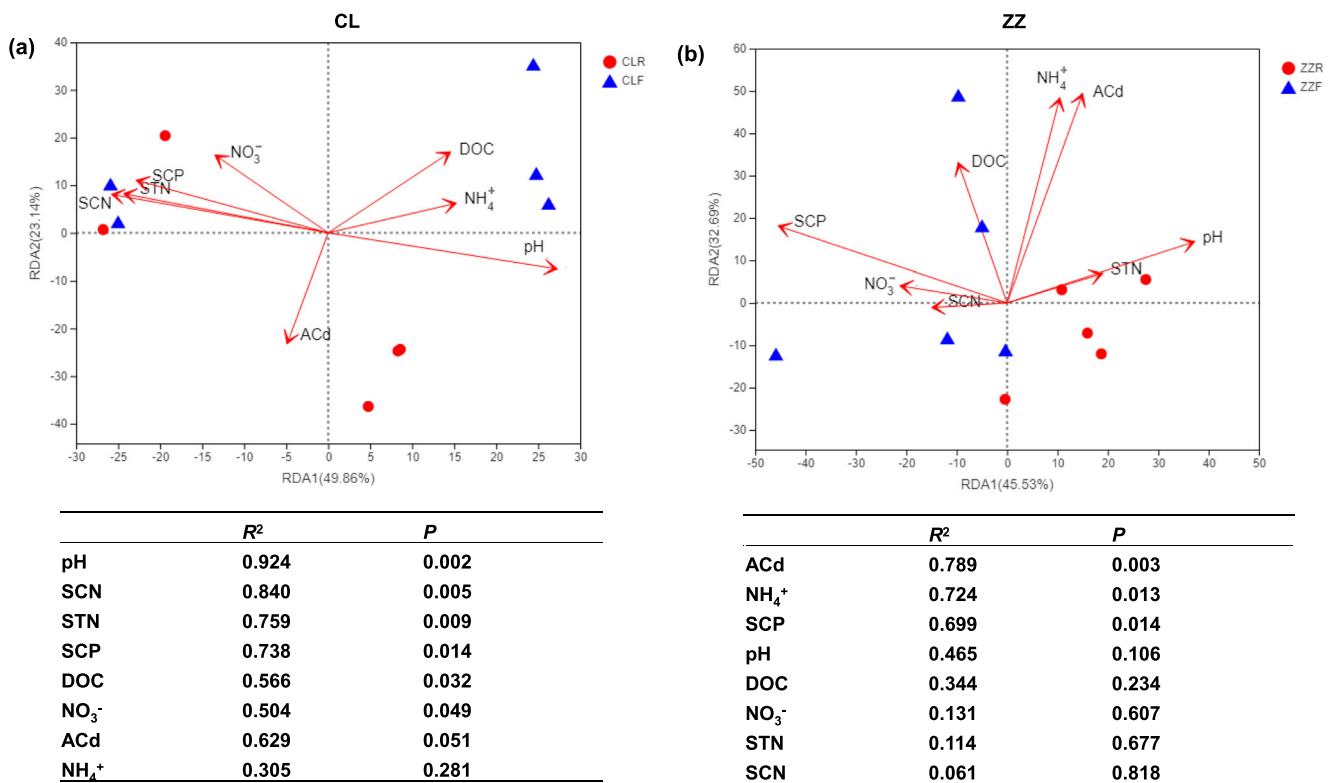 CL
(a)
CLR
CLF
40
30
20
10
0
-10
-20
-30
-40
RDA2(23.14%)
NO₃⁻
DOC
SCP
STN
SCN
NH₄⁺
pH
ACd
-30 -25 -20 -15 -10 -5 0 5 10 15 20 25 30
RDA1(49.86%)
R² P
pH 0.924 0.002
SCN 0.840 0.005
STN 0.759 0.009
SCP 0.738 0.014
DOC 0.566 0.032
NO₃⁻ 0.504 0.049
ACd 0.629 0.051
NH₄⁺ 0.305 0.281
ZZ
(b)
ZZR
ZZF
60
50
40
30
20
10
0
-10
-20
-30
RDA2(32.69%)
NH₄⁺
ACd
DOC
SCP
pH
STN
NO₃⁻
SCN
-50 -40 -30 -20 -10 0 10 20 30 40 50
RDA1(45.53%)
R² P
ACd 0.789 0.003
NH₄⁺ 0.724 0.013
SCP 0.699 0.014
pH 0.465 0.106
DOC 0.344 0.234
NO₃⁻ 0.131 0.607
STN 0.114 0.677
SCN 0.061 0.818